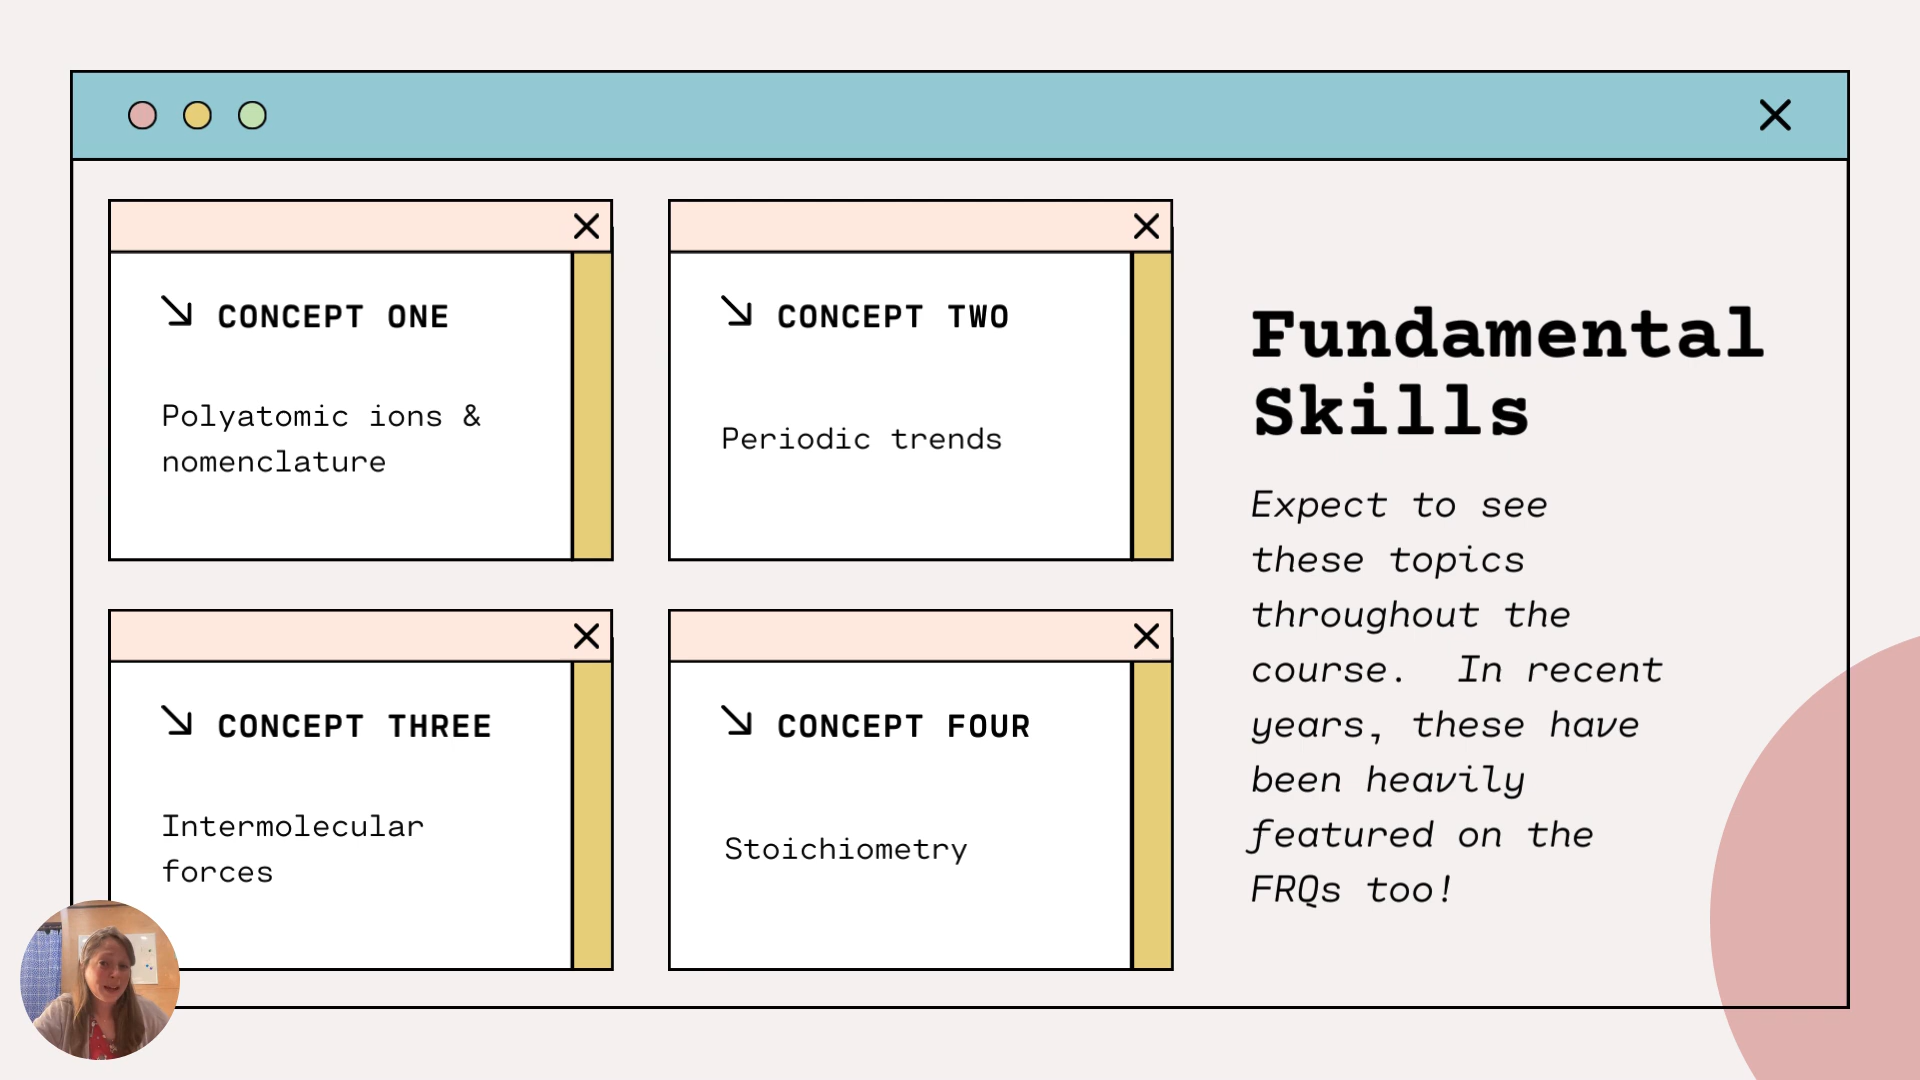 CONCEPT ONE
Polyatomic ions &
nomenclature
CONCEPT TWO
Periodic trends
CONCEPT THREE
Intermolecular
forces
CONCEPT FOUR
Stoichiometry
Fundamental
Skills
Expect to see
these topics
throughout the
course.  In recent
years, these have
been heavily
featured on the
FRQs too!